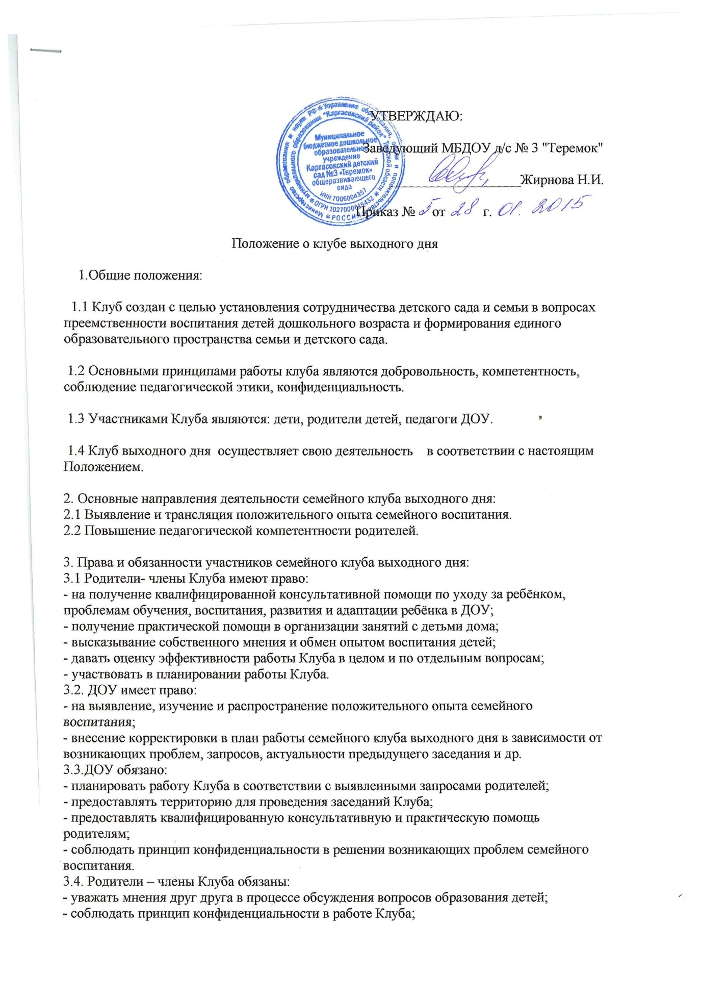 УТВЕРЖДАЮ:
Заведующий МБДОУ д/с № 3 "Теремок"
____________________Жирнова Н.И.
Приказ № 5 от 28 г. 01. 2015
Министерство образования и науки РФ * Управление образования, опеки и попечительства *
муниципального образования "Каргасокский район" Томской области *
Муниципальное
бюджетное дошкольное
образовательное
учреждение
Каргасокский детский
сад №3 «Теремок»
общеразвивающего
вида
ИНН 7006004357
* ОГРН 1027000615432 *
* РОССИЯ *
Положение о клубе выходного дня
1.Общие положения:
1.1 Клуб создан с целью установления сотрудничества детского сада и семьи в вопросах
преемственности воспитания детей дошкольного возраста и формирования единого
образовательного пространства семьи и детского сада.
1.2 Основными принципами работы клуба являются добровольность, компетентность,
соблюдение педагогической этики, конфиденциальность.
1.3 Участниками Клуба являются: дети, родители детей, педагоги ДОУ.
1.4 Клуб выходного дня осуществляет свою деятельность в соответствии с настоящим
Положением.
2. Основные направления деятельности семейного клуба выходного дня:
2.1 Выявление и трансляция положительного опыта семейного воспитания.
2.2 Повышение педагогической компетентности родителей.
3. Права и обязанности участников семейного клуба выходного дня:
3.1 Родители- члены Клуба имеют право:
- на получение квалифицированной консультативной помощи по уходу за ребёнком,
проблемам обучения, воспитания, развития и адаптации ребёнка в ДОУ;
- получение практической помощи в организации занятий с детьми дома;
- высказывание собственного мнения и обмен опытом воспитания детей;
- давать оценку эффективности работы Клуба в целом и по отдельным вопросам;
- участвовать в планировании работы Клуба.
3.2. ДОУ имеет право:
- на выявление, изучение и распространение положительного опыта семейного
воспитания;
- внесение корректировки в план работы семейного клуба выходного дня в зависимости от
возникающих проблем, запросов, актуальности предыдущего заседания и др.
3.3.ДОУ обязано:
- планировать работу Клуба в соответствии с выявленными запросами родителей;
- предоставлять территорию для проведения заседаний Клуба;
- предоставлять квалифицированную консультативную и практическую помощь
родителям;
- соблюдать принцип конфиденциальности в решении возникающих проблем семейного
воспитания.
3.4. Родители – члены Клуба обязаны:
- уважать мнения друг друга в процессе обсуждения вопросов образования детей;
- соблюдать принцип конфиденциальности в работе Клуба;